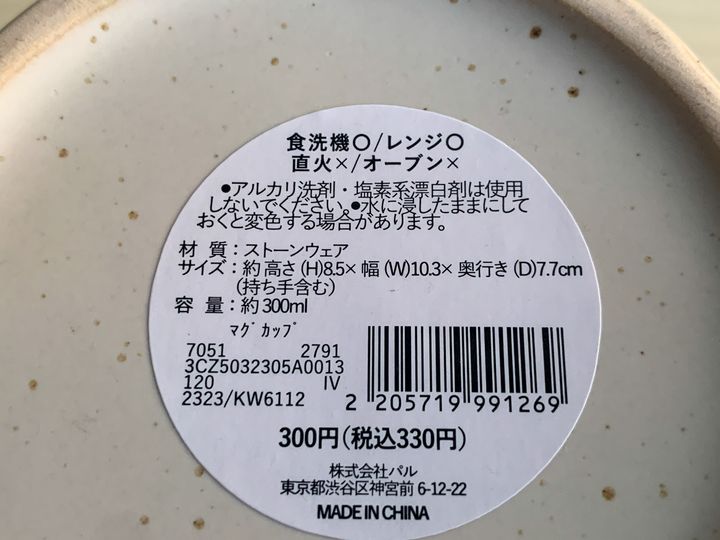 食洗機○/レンジ○
直火×/オーブン×
●アルカリ洗剤・塩素系漂白剤は使用
しないでください。●水に浸したままにして
おくと変色する場合があります。
材 質：ストーンウェア
サイズ：約 高さ(H)8.5× 幅 (W)10.3× 奥行き(D)7.7cm
(持ち手含む)
容 量：約300ml
ﾏｸﾞｶｯﾌﾟ
7051 2791
3CZ5032305A0013
120 IV
2323/KW6112
2 205719 991269
300円(税込330円)
株式会社パル
東京都渋谷区神宮前 6-12-22
MADE IN CHINA